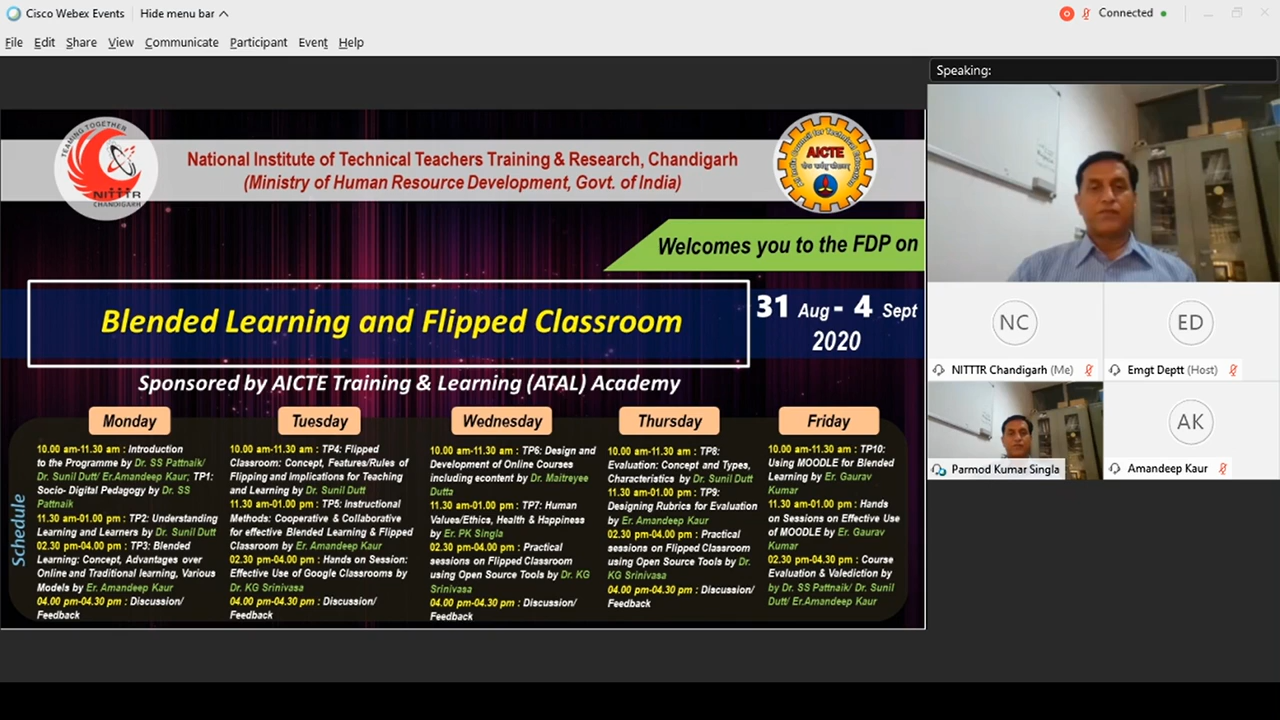 Cisco Webex Events
Hide menu bar
Connected
File Edit Share View Communicate Participant Event Help
Speaking:
TEAMING TOGETHER
NITTTR
CHANDIGARH
National Institute of Technical Teachers Training & Research, Chandigarh
(Ministry of Human Resource Development, Govt. of India)
All India Council for Technical Education
AICTE
Welcomes you to the FDP on
Blended Learning and Flipped Classroom
31 Aug - 4 Sept
2020
Sponsored by AICTE Training & Learning (ATAL) Academy
Schedule
Monday
10.00 am-11.30 am : Introduction
to the Programme by Dr. SS Pattnaik/
Dr. Sunil Dutt/ Er.Amandeep Kaur; TP1:
Socio- Digital Pedagogy by Dr. SS
Pattnaik
11.30 am-01.00 pm : TP2: Understanding
Learning and Learners by Dr. Sunil Dutt
02.30 pm-04.00 pm : TP3: Blended
Learning: Concept, Advantages over
Online and Traditional learning, Various
Models by Er. Amandeep Kaur
04.00 pm-04.30 pm : Discussion/
Feedback
Tuesday
10.00 am-11.30 am : TP4: Flipped
Classroom: Concept, Features/Rules of
Flipping and implications for Teaching
and Learning by Dr. Sunil Dutt
11.30 am-01.00 pm : TP5: Instructional
Methods: Cooperative & Collaborative
for effective Blended Learning & Flipped
Classroom by Er. Amandeep Kaur
02.30 pm-04.00 pm : Hands on Session:
Effective Use of Google Classrooms by
Dr. KG Srinivasa
04.00 pm-04.30 pm : Discussion/
Feedback
Wednesday
10.00 am-11.30 am : TP6: Design and
Development of Online Courses
including econtent by Dr. Maitreyee
Dutta
11.30 am-01.00 pm : TP7: Human
Values/Ethics, Health & Happiness
by Er. PK Singla
02.30 pm-04.00 pm : Practical
sessions on Flipped Classroom
using Open Source Tools by Dr. KG
Srinivasa
04.00 pm-04.30 pm : Discussion/
Feedback
Thursday
10.00 am-11.30 am : TP8:
Evaluation: Concept and Types,
Characteristics by Dr. Sunil Dutt
11.30 am-01.00 pm : TP9:
Designing Rubrics for Evaluation
by Er. Amandeep Kaur
02.30 pm-04.00 pm : Practical
sessions on Flipped Classroom
using Open Source Tools by Dr.
KG Srinivasa
04.00 pm-04.30 pm : Discussion/
Feedback
Friday
10.00 am-11.30 am : TP10:
Using MOODLE for Blended
Learning by Er. Gaurav
Kumar
11.30 am-01.00 pm : Hands
on Sessions on Effective Use
of MOODLE by Er. Gaurav
Kumar
02.30 pm-04.30 pm : Course
Evaluation & Valediction by
by Dr. SS Pattnaik/ Dr. Sunil
Dutt/ Er.Amandeep Kaur
NC
NITTTR Chandigarh (Me)
ED
Emgt Deptt (Host)
Parmod Kumar Singla
AK
Amandeep Kaur